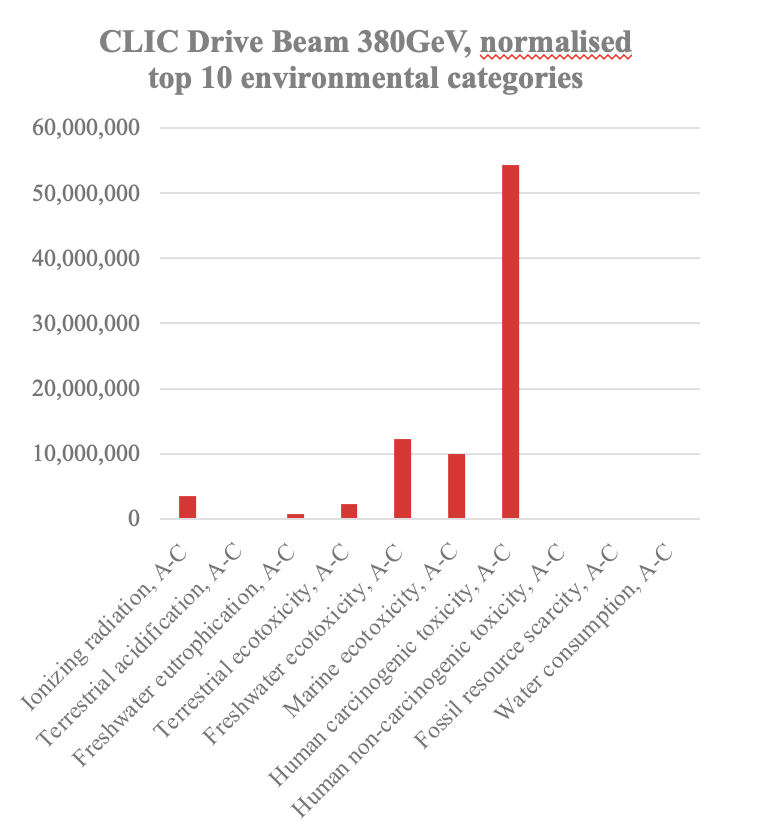 CLIC Drive Beam 380GeV, normalised
top 10 environmental categories
60,000,000
50,000,000
40,000,000
30,000,000
20,000,000
10,000,000
0
Ionizing radiation, A-C
Terrestrial acidification, A-C
Freshwater eutrophication, A-C
Terrestrial ecotoxicity, A-C
Freshwater ecotoxicity, A-C
Marine ecotoxicity, A-C
Human carcinogenic toxicity, A-C
Human non-carcinogenic toxicity, A-C
Fossil resource scarcity, A-C
Water consumption, A-C